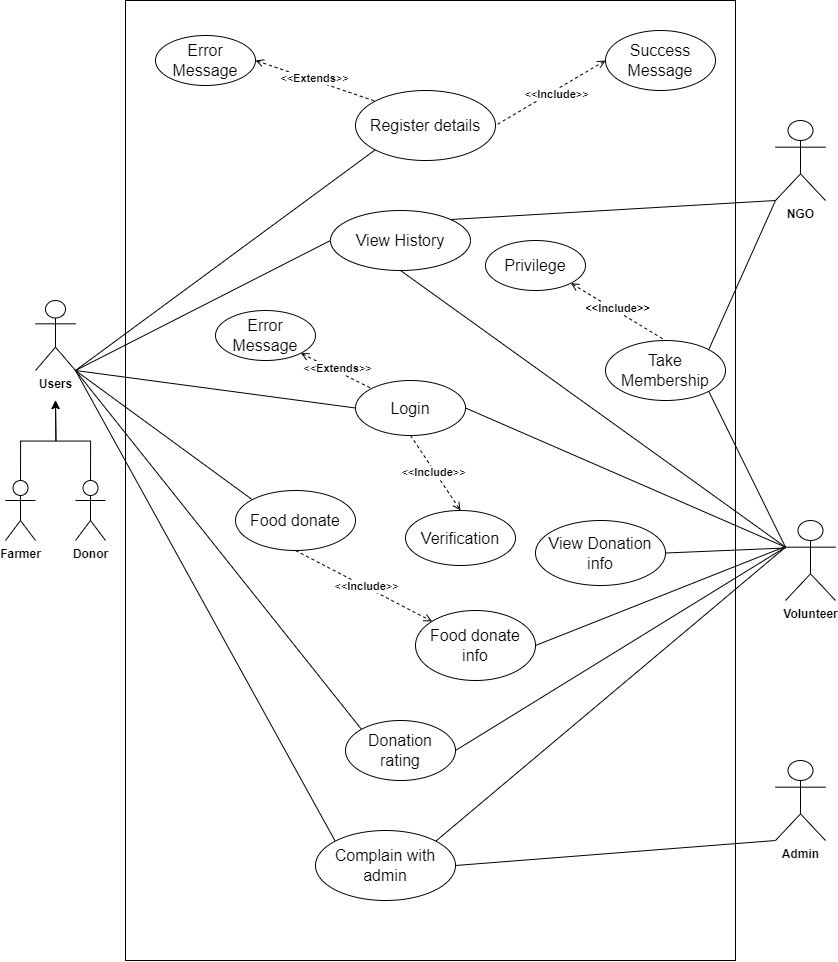 Error
Message
Success
Message
<<Extends>>
<<Include>>
Register details
NGO
View History
Privilege
<<Include>>
Error
Message
Take
Membership
<<Extends>>
Users
Login
<<Include>>
Food donate
Verification
View Donation
info
Farmer
Donor
<<Include>>
Volunteer
Food donate
info
Donation
rating
Complain with
admin
Admin